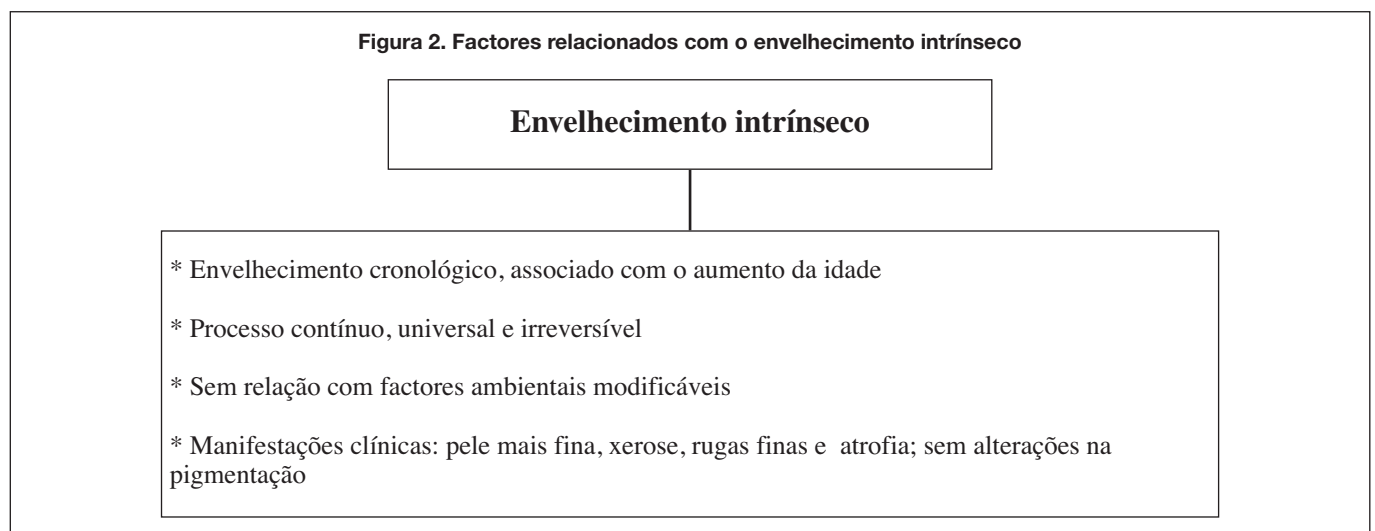 Figura 2. Factores relacionados com o envelhecimento intrínseco
Envelhecimento intrínseco
* Envelhecimento cronológico, associado com o aumento da idade
* Processo contínuo, universal e irreversível
* Sem relação com factores ambientais modificáveis
* Manifestações clínicas: pele mais fina, xerose, rugas finas e atrofia; sem alterações na
pigmentação